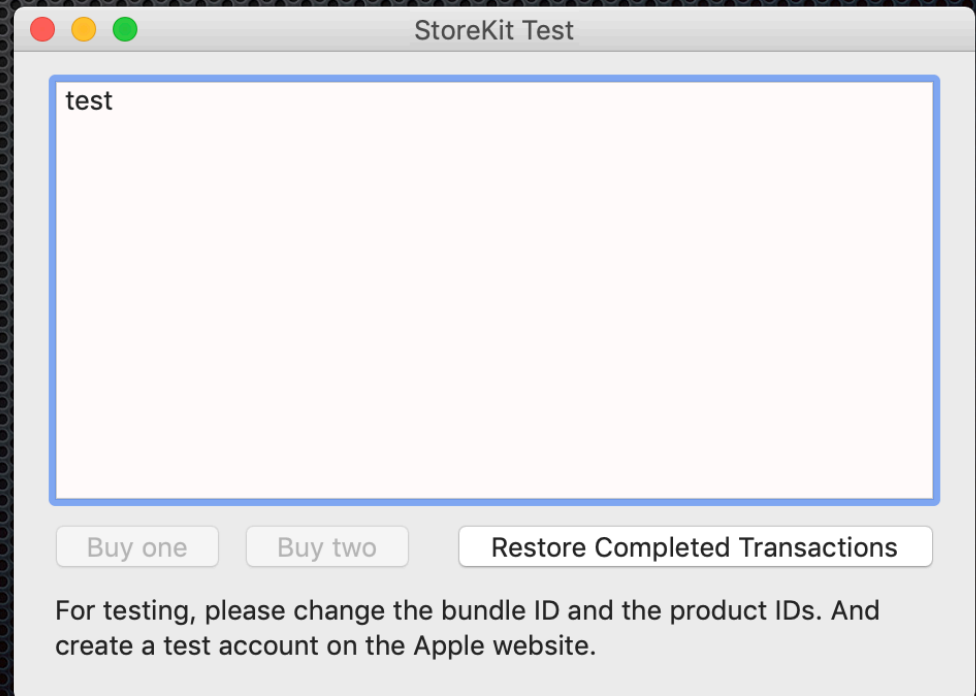 StoreKit Test
test
Buy one
Buy two
Restore Completed Transactions
For testing, please change the bundle ID and the product IDs. And
create a test account on the Apple website.